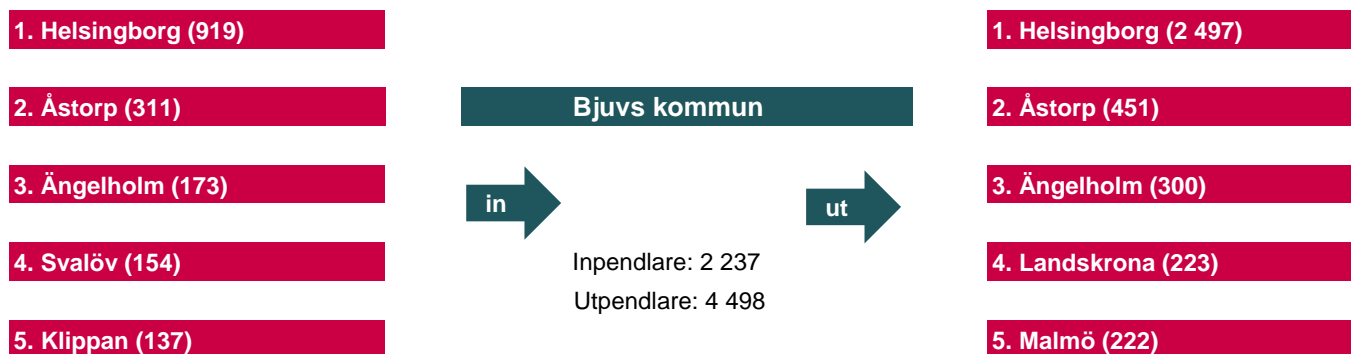 1. Helsingborg (919)
2. Åstorp (311)
3. Ängelholm (173)
4. Svalöv (154)
5. Klippan (137)
Bjuvs kommun
in
ut
Inpendlare: 2 237
Utpendlare: 4 498
1. Helsingborg (2 497)
2. Åstorp (451)
3. Ängelholm (300)
4. Landskrona (223)
5. Malmö (222)